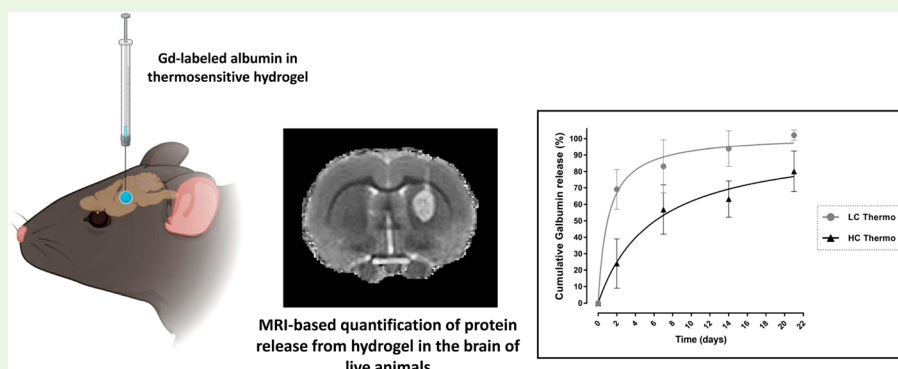 Gd-labeled albumin in
thermosensitive hydrogel
MRI-based quantification of protein
release from hydrogel in the brain of
live animals
Cumulative Galbumin release (%)
100
90
80
70
60
50
40
30
20
10
0
0 2 4 6 8 10 12 14 16 18 20 22
Time (days)
LC Thermo
HC Thermo